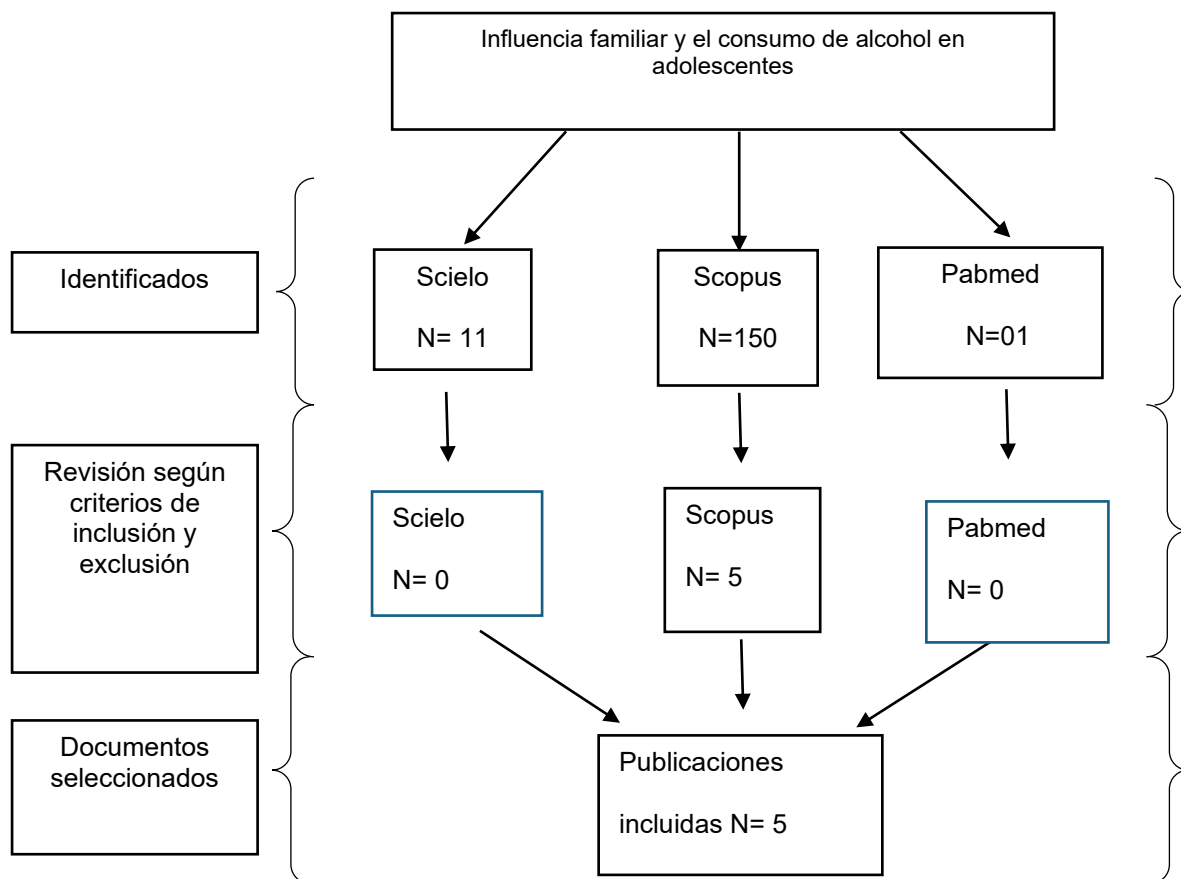 Influencia familiar y el consumo de alcohol en
adolescentes
Identificados
Scielo
N= 11
Scopus
N=150
Pabmed
N=01
Revisión según
criterios de
inclusión y
exclusión
Scielo
N= 0
Scopus
N= 5
Pabmed
N= 0
Documentos
seleccionados
Publicaciones
incluidas N= 5